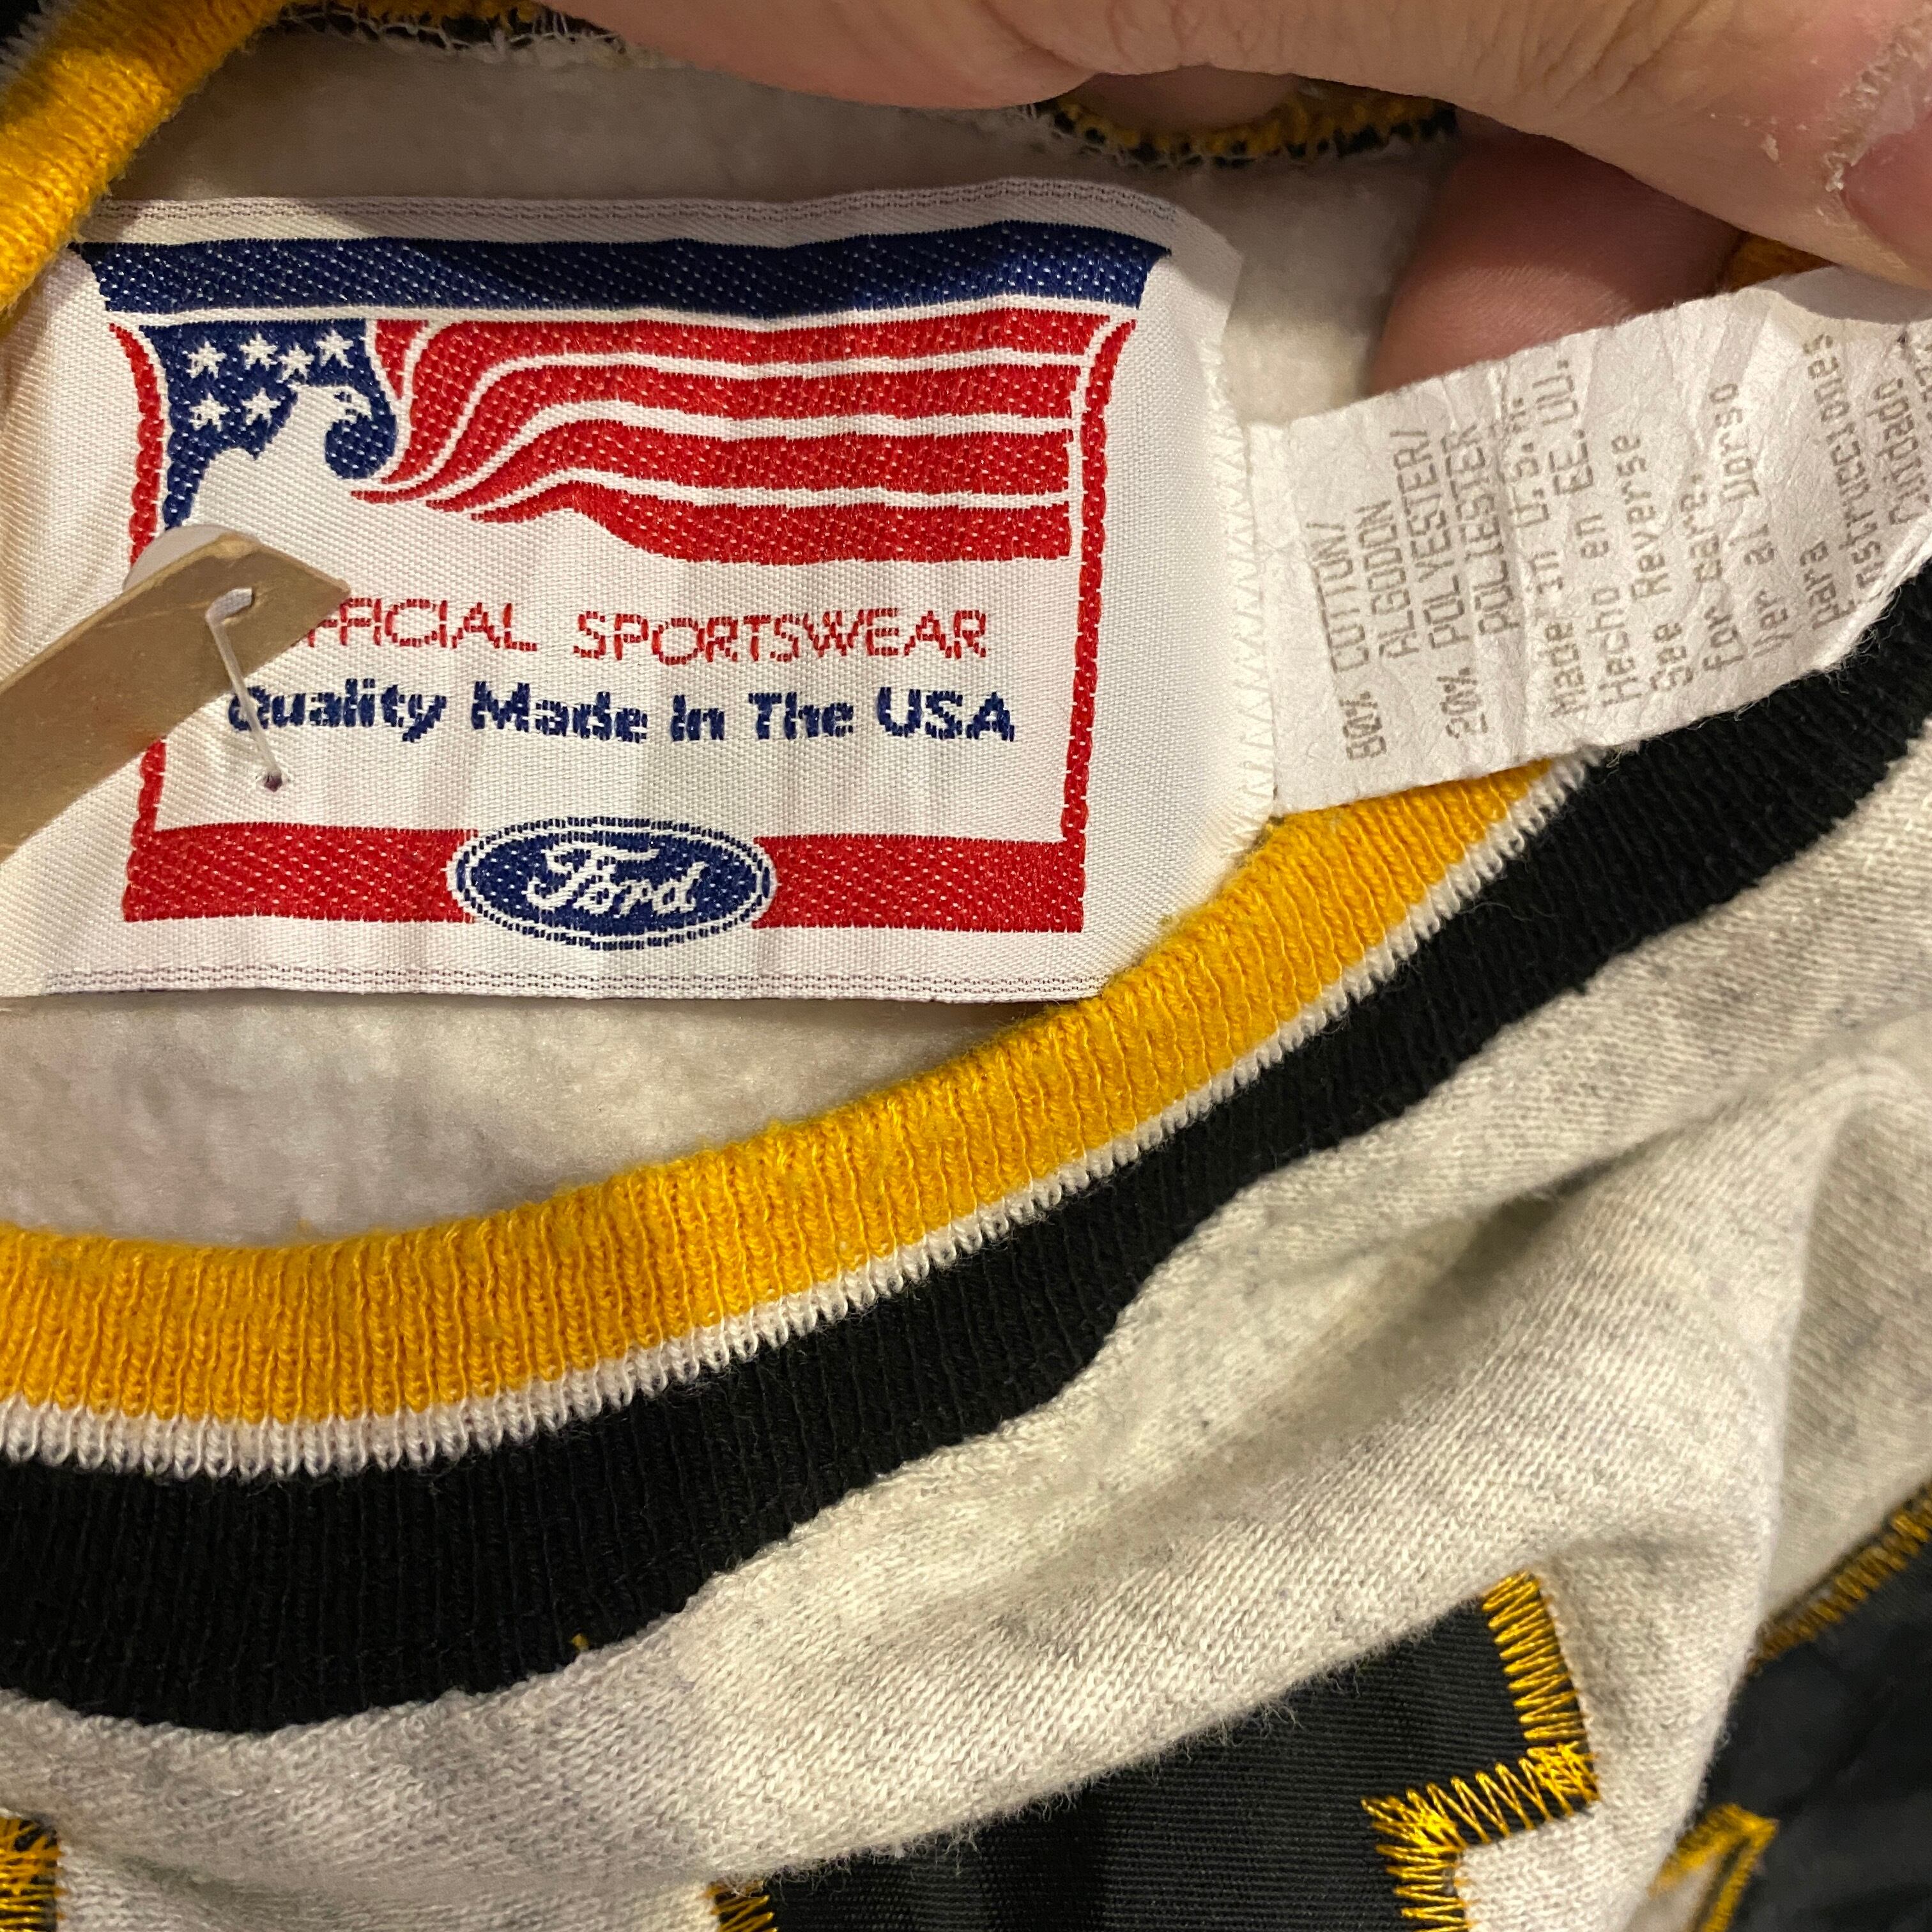 OFFICIAL SPORTSWEAR
Quality Made In The USA
Ford
80% COTTON/
ALGODON
20% POLYESTER/
POLIESTER
Made in U.S.A.
Hecho en EE.UU.
See Reverse
for care.
Ver al Dorso
para
Instrucciones
Cuidado